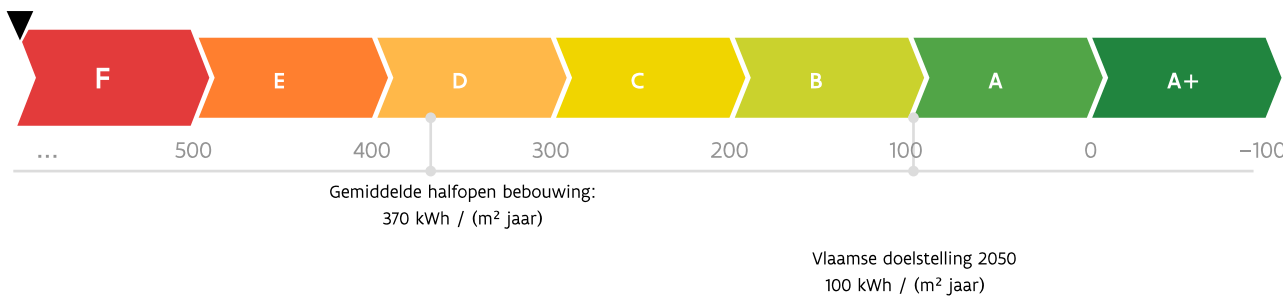 F E D C B A A+
... 500 400 300 200 100 0 –100
Gemiddelde halfopen bebouwing:
370 kWh / (m² jaar)
Vlaamse doelstelling 2050
100 kWh / (m² jaar)